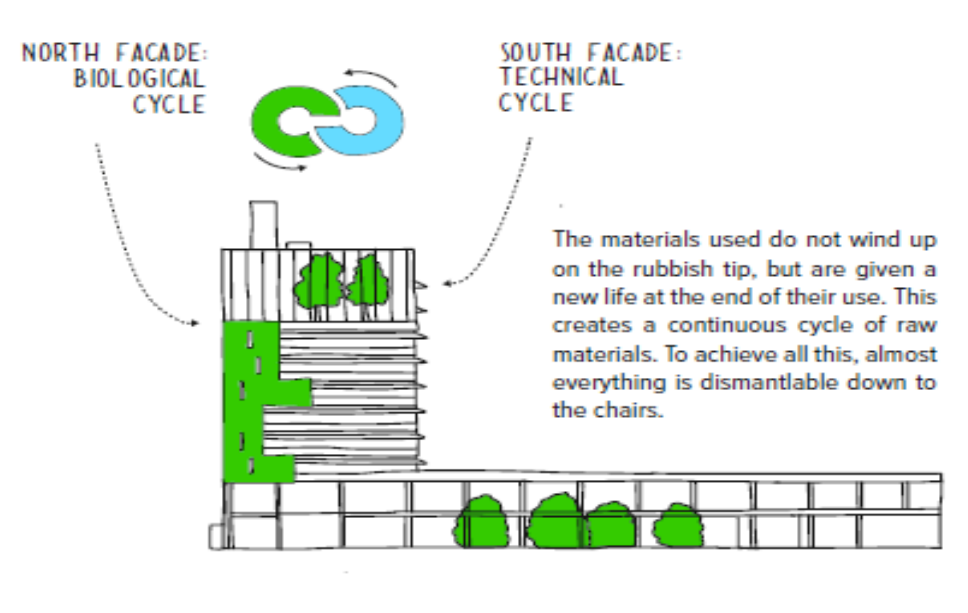 NORTH FACADE:
BIOLOGICAL
CYCLE
SOUTH FACADE:
TECHNICAL
CYCLE
The materials used do not wind up
on the rubbish tip, but are given a
new life at the end of their use. This
creates a continuous cycle of raw
materials. To achieve all this, almost
everything is dismantlable down to
the chairs.